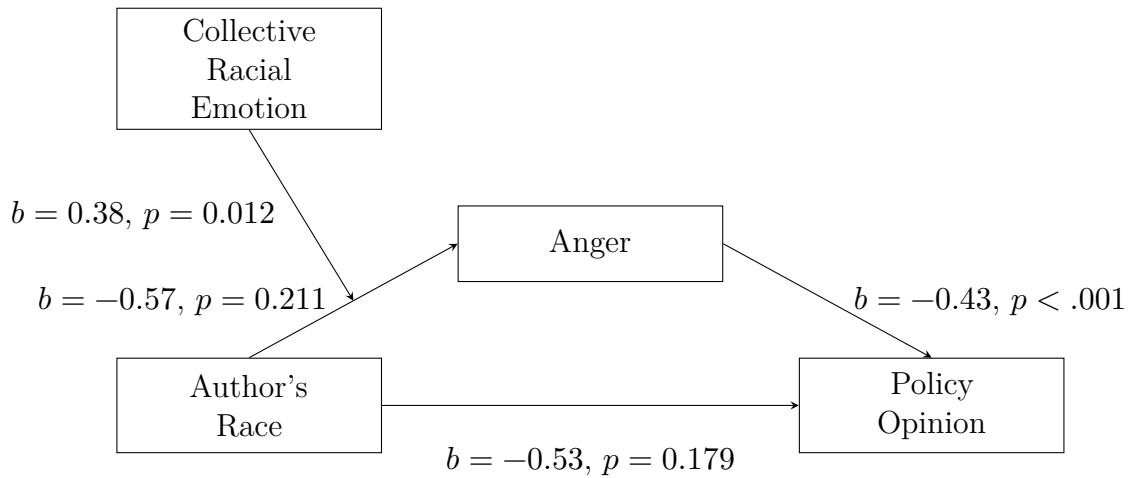 Collective
Racial
Emotion
b = 0.38, p = 0.012
Anger
b = −0.57, p = 0.211
b = −0.43, p < .001
Author's
Race
Policy
Opinion
b = −0.53, p = 0.179